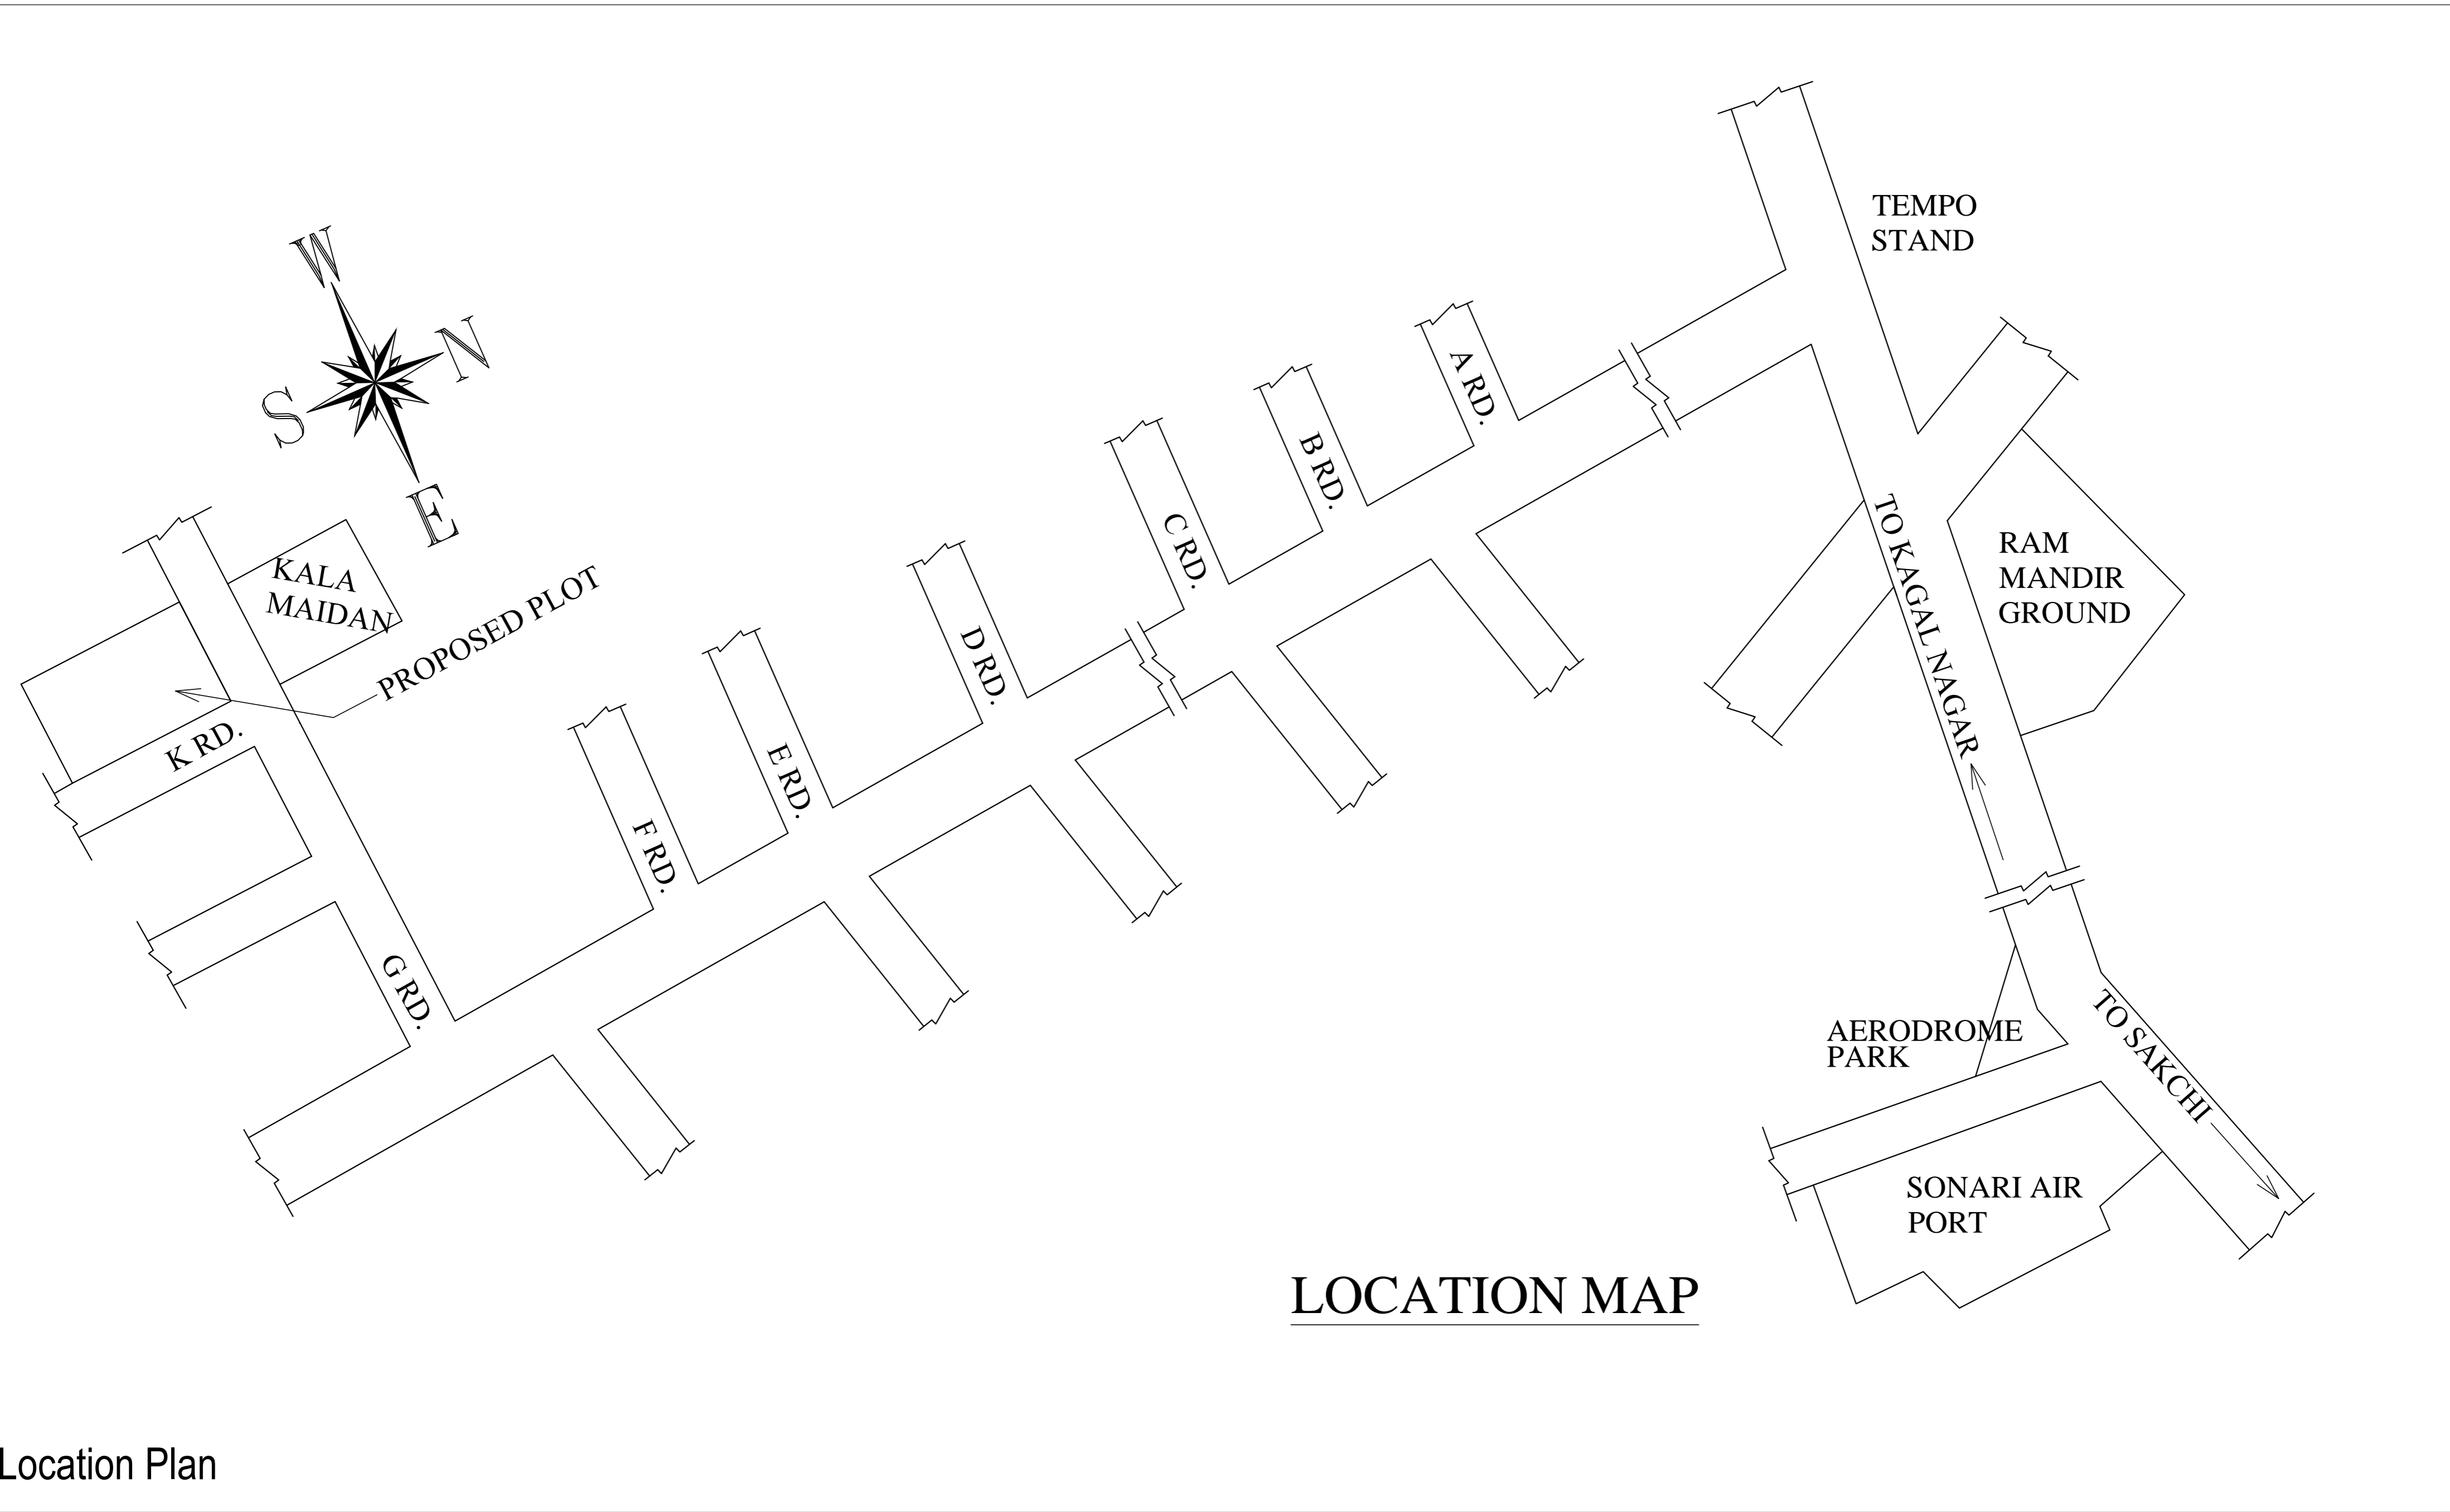 TEMPO
STAND
W
N
S
E
A RD.
B RD.
C RD.
D RD.
E RD.
F RD.
G RD.
K RD.
KALA
MAIDAN
PROPOSED PLOT
TO KAGAL NAGAR
RAM
MANDIR
GROUND
AERODROME
PARK
TO SAKCHI
SONARI AIR
PORT
LOCATION MAP
Location Plan